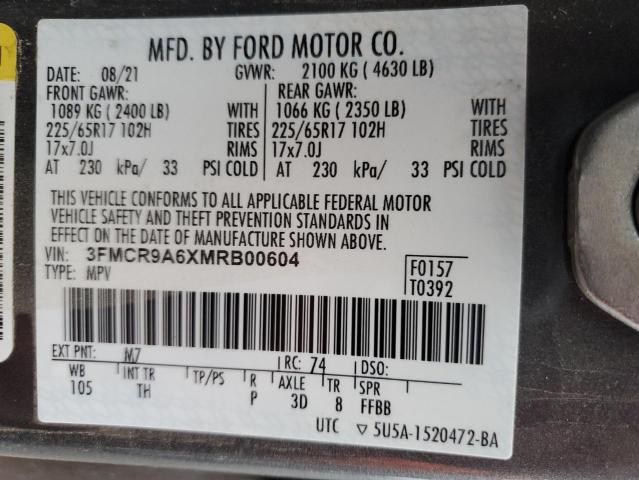 MFD. BY FORD MOTOR CO.
DATE: 08/21 GVWR: 2100 KG ( 4630 LB)
FRONT GAWR: REAR GAWR:
1089 KG ( 2400 LB) WITH 1066 KG ( 2350 LB) WITH
225/65R17 102H TIRES 225/65R17 102H TIRES
17x7.0J RIMS 17x7.0J RIMS
AT 230 kPa/ 33 PSI COLD AT 230 kPa/ 33 PSI COLD
THIS VEHICLE CONFORMS TO ALL APPLICABLE FEDERAL MOTOR
VEHICLE SAFETY AND THEFT PREVENTION STANDARDS IN
EFFECT ON THE DATE OF MANUFACTURE SHOWN ABOVE.
VIN: 3FMCR9A6XMRB00604
TYPE: MPV
F0157
T0392
EXT PNT: M7 RC: 74 DSO:
WB INT TR TP/PS R AXLE TR SPR
105 TH P 3D 8 FFBB
UTC ▽ 5U5A-1520472-BA